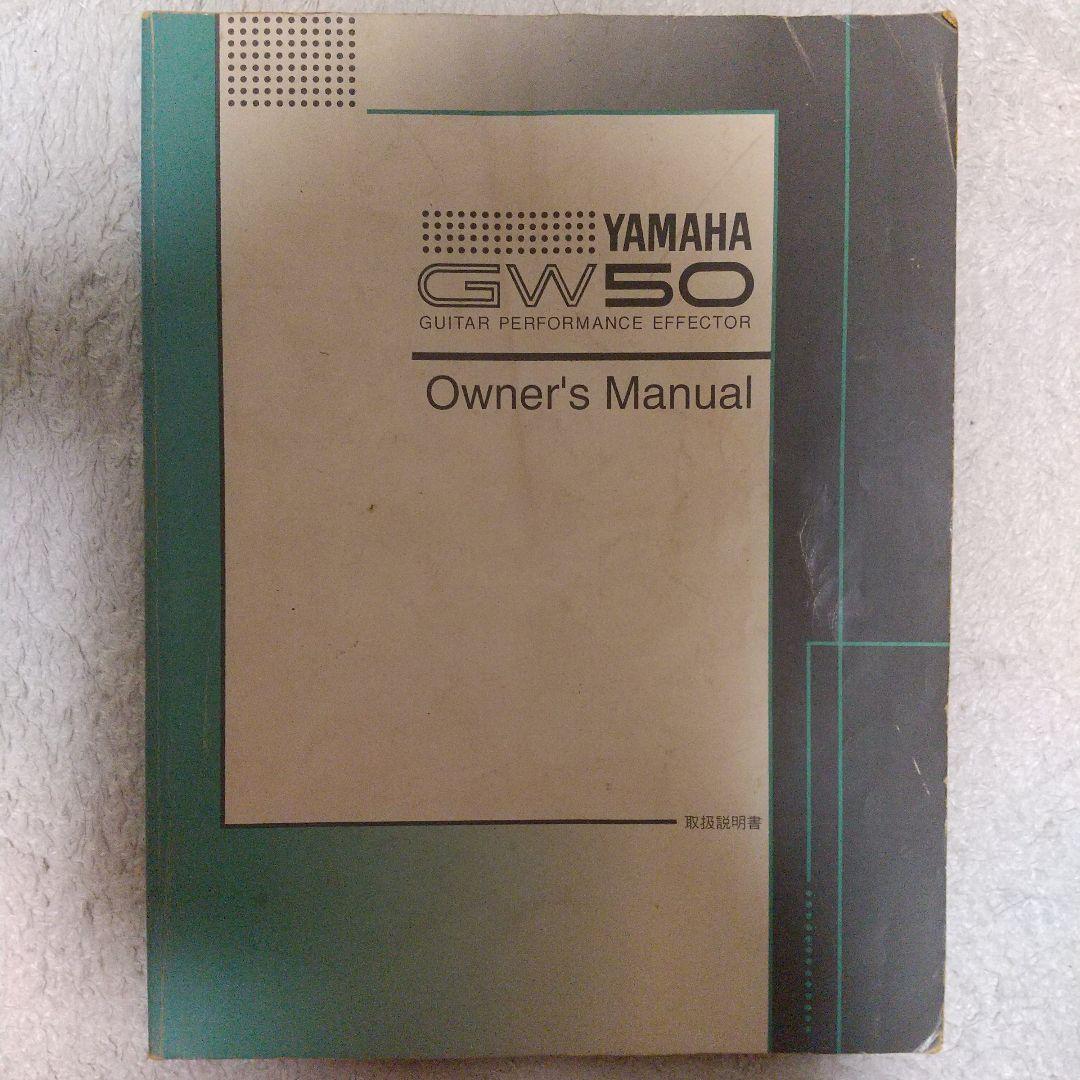 YAMAHA
GW50
GUITAR PERFORMANCE EFFECTOR
Owner's Manual
取扱説明書